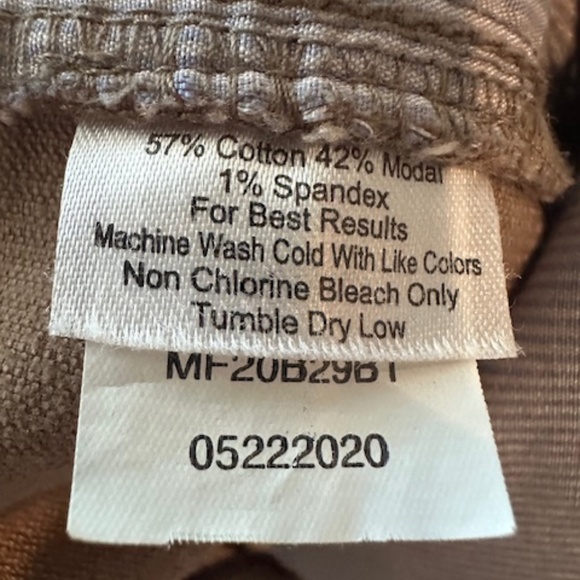 57% Cotton 42% Modal
1% Spandex
For Best Results
Machine Wash Cold With Like Colors
Non Chlorine Bleach Only
Tumble Dry Low
MF20B29B1
05222020